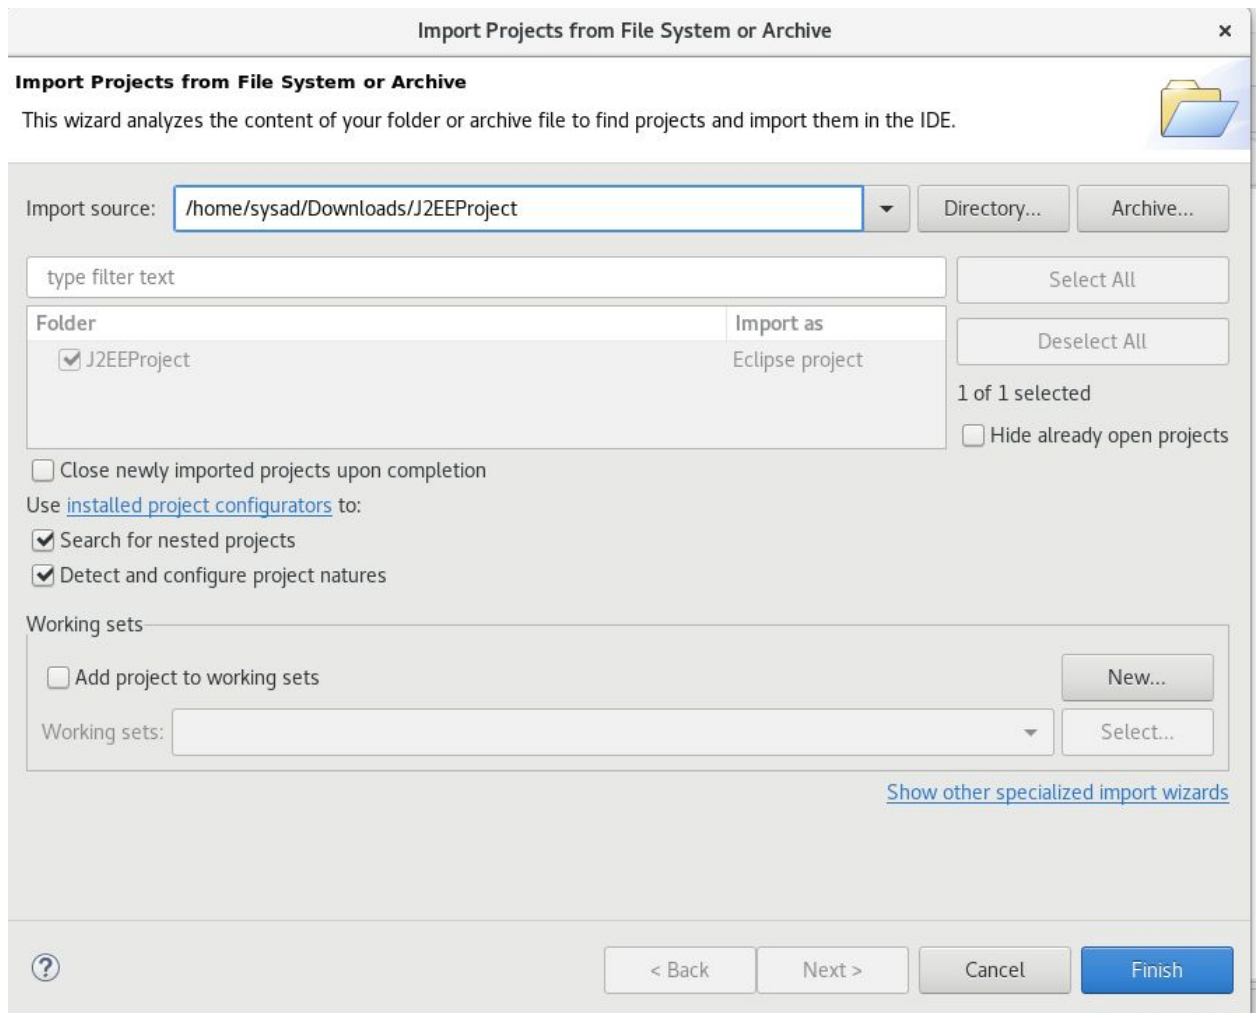 Import Projects from File System or Archive
×
Import Projects from File System or Archive
This wizard analyzes the content of your folder or archive file to find projects and import them in the IDE.
Import source: /home/sysad/Downloads/J2EEProject Directory... Archive...
type filter text Select All
Folder Import as
Deselect All
J2EEProject Eclipse project
1 of 1 selected
Hide already open projects
Close newly imported projects upon completion
Use installed project configurators to:
Search for nested projects
Detect and configure project natures
Working sets
Add project to working sets New...
Working sets: Select...
Show other specialized import wizards
? < Back Next > Cancel Finish